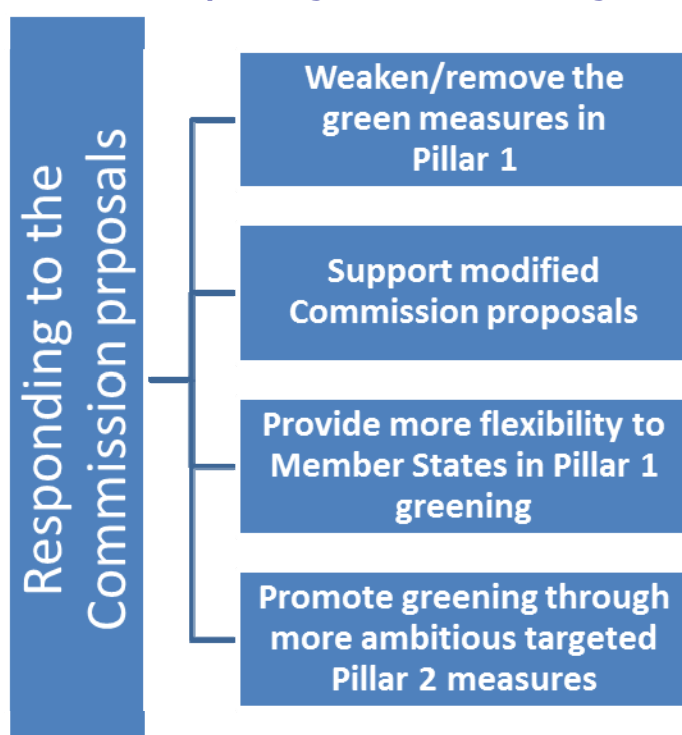 Responding to the
Commission prposals
Weaken/remove the
green measures in
Pillar 1
Support modified
Commission proposals
Provide more flexibility to
Member States in Pillar 1
greening
Promote greening through
more ambitious targeted
Pillar 2 measures